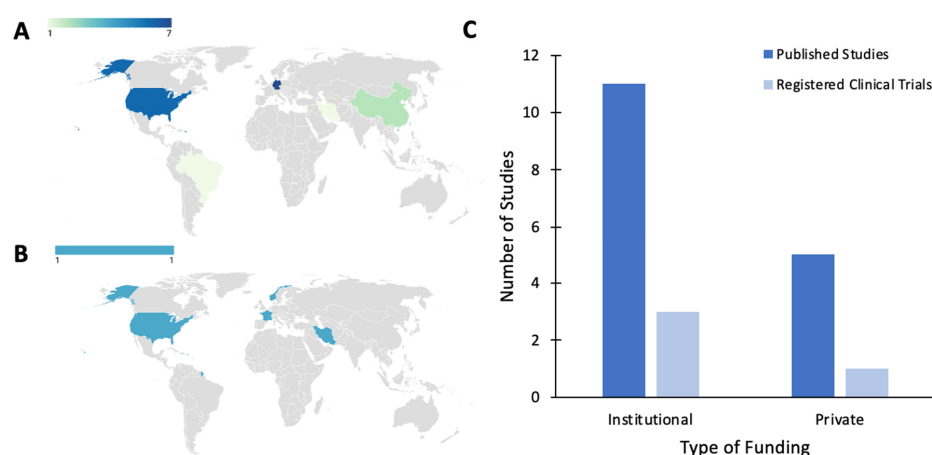 A
1 7
B
1 1
C
Number of Studies
12
10
8
6
4
2
0
Published Studies
Registered Clinical Trials
Institutional Private
Type of Funding